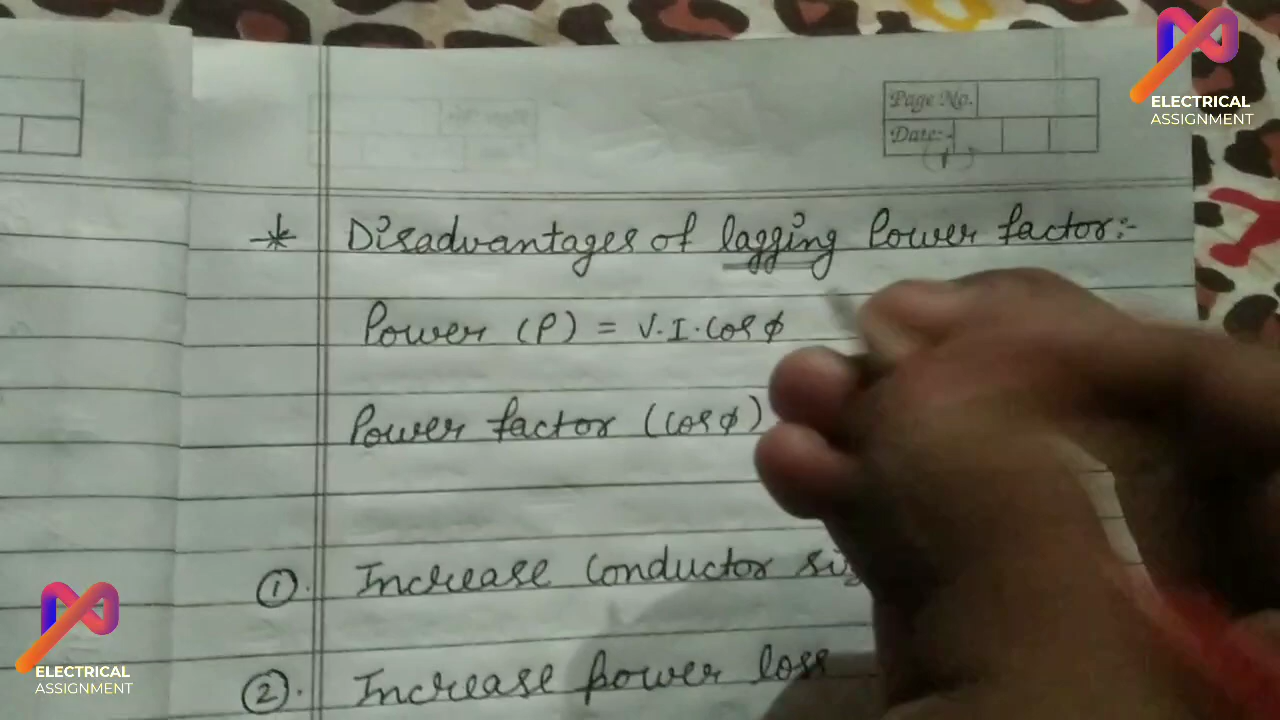 ELECTRICAL
ASSIGNMENT
Page No.
Date:-
* Disadvantages of lagging Power factor:-
Power (P) = V.I.Cosϕ
Power factor (Cosϕ)
①. Increase Conductor
②. Increase power loss
ELECTRICAL
ASSIGNMENT